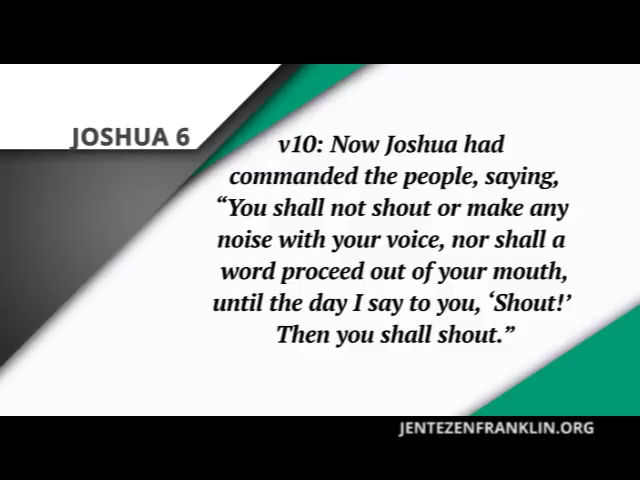 JOSHUA 6
v10: Now Joshua had
commanded the people, saying,
“You shall not shout or make any
noise with your voice, nor shall a
word proceed out of your mouth,
until the day I say to you, ‘Shout!’
Then you shall shout.”
JENTEZENFRANKLIN.ORG